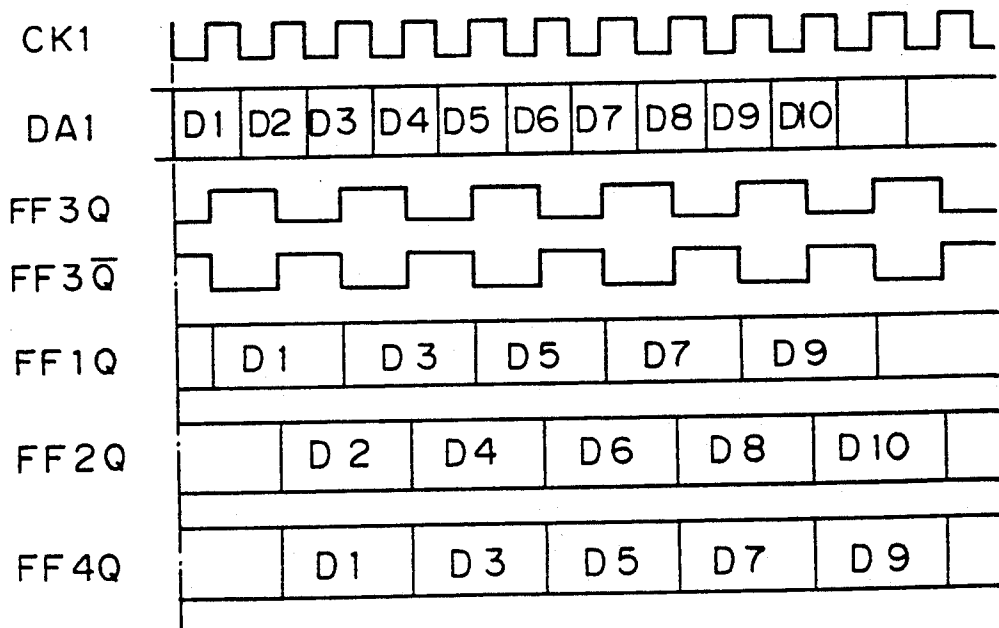 CK1
DA1 D1 D2 D3 D4 D5 D6 D7 D8 D9 D10
FF3Q
FF3Q̅
FF1Q D1 D3 D5 D7 D9
FF2Q D2 D4 D6 D8 D10
FF4Q D1 D3 D5 D7 D9